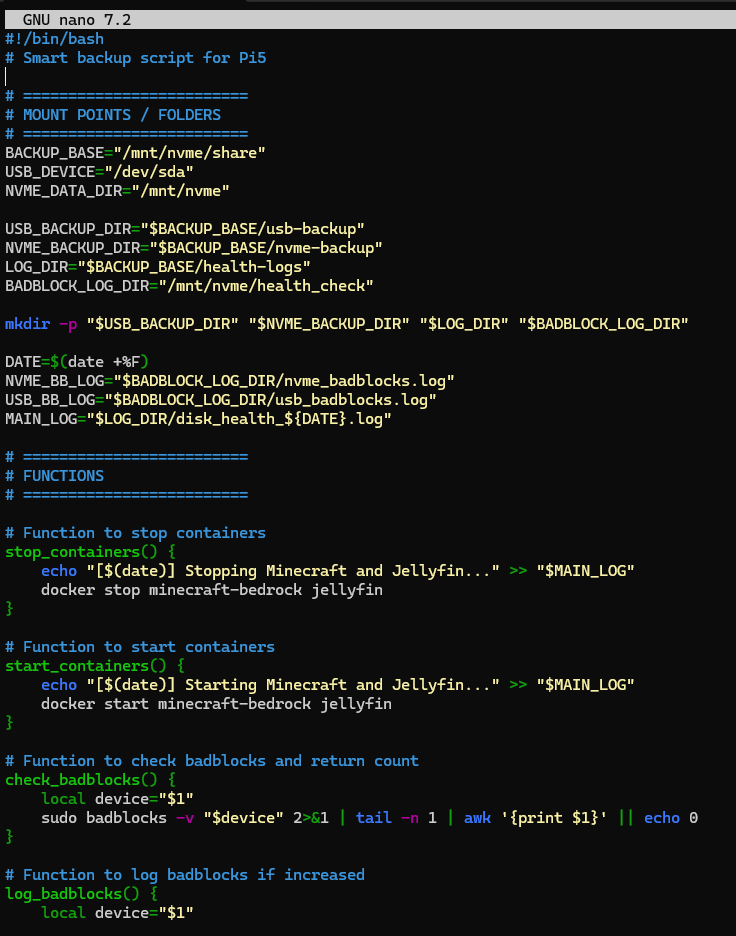 GNU nano 7.2
#!/bin/bash
# Smart backup script for Pi5
# =========================
# MOUNT POINTS / FOLDERS
# =========================
BACKUP_BASE="/mnt/nvme/share"
USB_DEVICE="/dev/sda"
NVME_DATA_DIR="/mnt/nvme"
USB_BACKUP_DIR="$BACKUP_BASE/usb-backup"
NVME_BACKUP_DIR="$BACKUP_BASE/nvme-backup"
LOG_DIR="$BACKUP_BASE/health-logs"
BADBLOCK_LOG_DIR="/mnt/nvme/health_check"
mkdir -p "$USB_BACKUP_DIR" "$NVME_BACKUP_DIR" "$LOG_DIR" "$BADBLOCK_LOG_DIR"
DATE=$(date +%F)
NVME_BB_LOG="$BADBLOCK_LOG_DIR/nvme_badblocks.log"
USB_BB_LOG="$BADBLOCK_LOG_DIR/usb_badblocks.log"
MAIN_LOG="$LOG_DIR/disk_health_${DATE}.log"
# =========================
# FUNCTIONS
# =========================
# Function to stop containers
stop_containers() {
    echo "[$(date)] Stopping Minecraft and Jellyfin..." >> "$MAIN_LOG"
    docker stop minecraft-bedrock jellyfin
}
# Function to start containers
start_containers() {
    echo "[$(date)] Starting Minecraft and Jellyfin..." >> "$MAIN_LOG"
    docker start minecraft-bedrock jellyfin
}
# Function to check badblocks and return count
check_badblocks() {
    local device="$1"
    sudo badblocks -v "$device" 2>&1 | tail -n 1 | awk '{print $1}' || echo 0
}
# Function to log badblocks if increased
log_badblocks() {
    local device="$1"